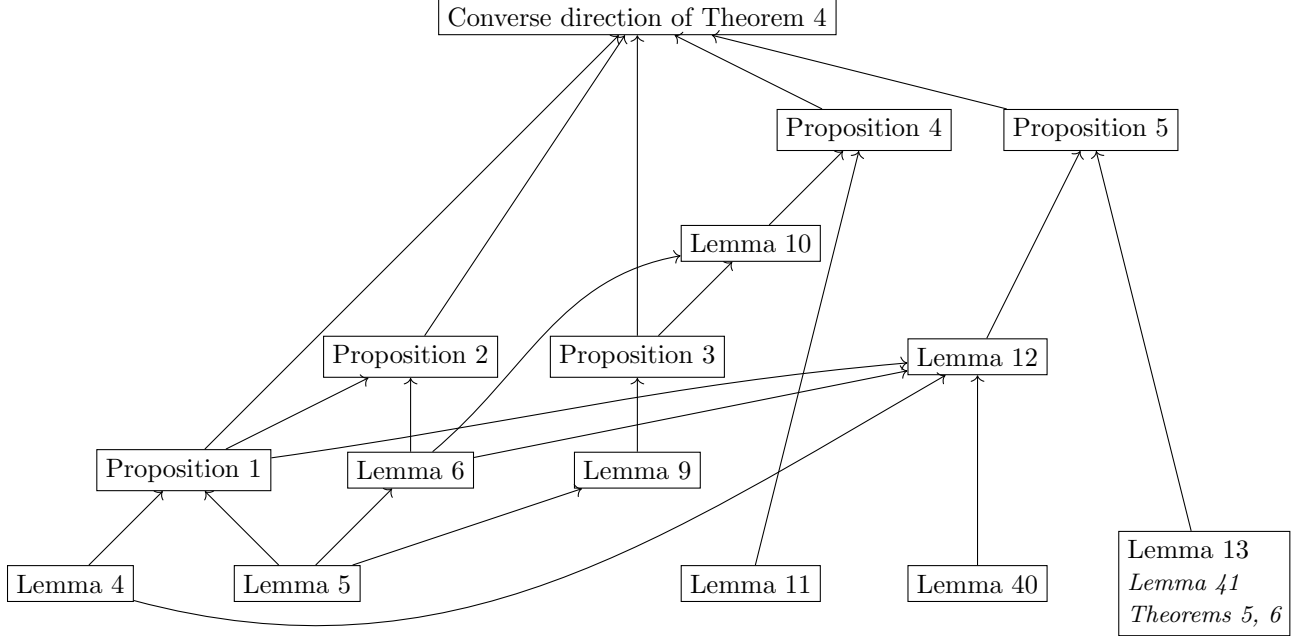 Converse direction of Theorem 4
Proposition 4
Proposition 5
Lemma 10
Proposition 2
Proposition 3
Lemma 12
Proposition 1
Lemma 6
Lemma 9
Lemma 4
Lemma 5
Lemma 11
Lemma 40
Lemma 13
Lemma 41
Theorems 5, 6